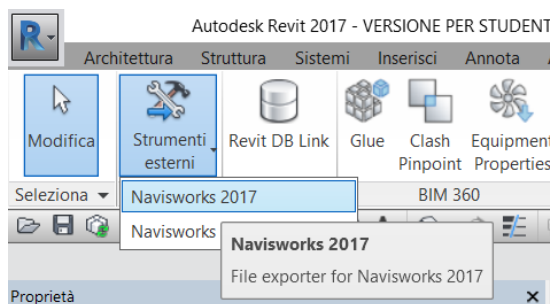 Autodesk Revit 2017 - VERSIONE PER STUDENT
Architettura Struttura Sistemi Inserisci Annota
Modifica
Strumenti esterni
Revit DB Link
Glue
Clash Pinpoint
Equipment Properties
Seleziona
BIM 360
Navisworks 2017
Navisworks
Navisworks 2017
File exporter for Navisworks 2017
Proprietà